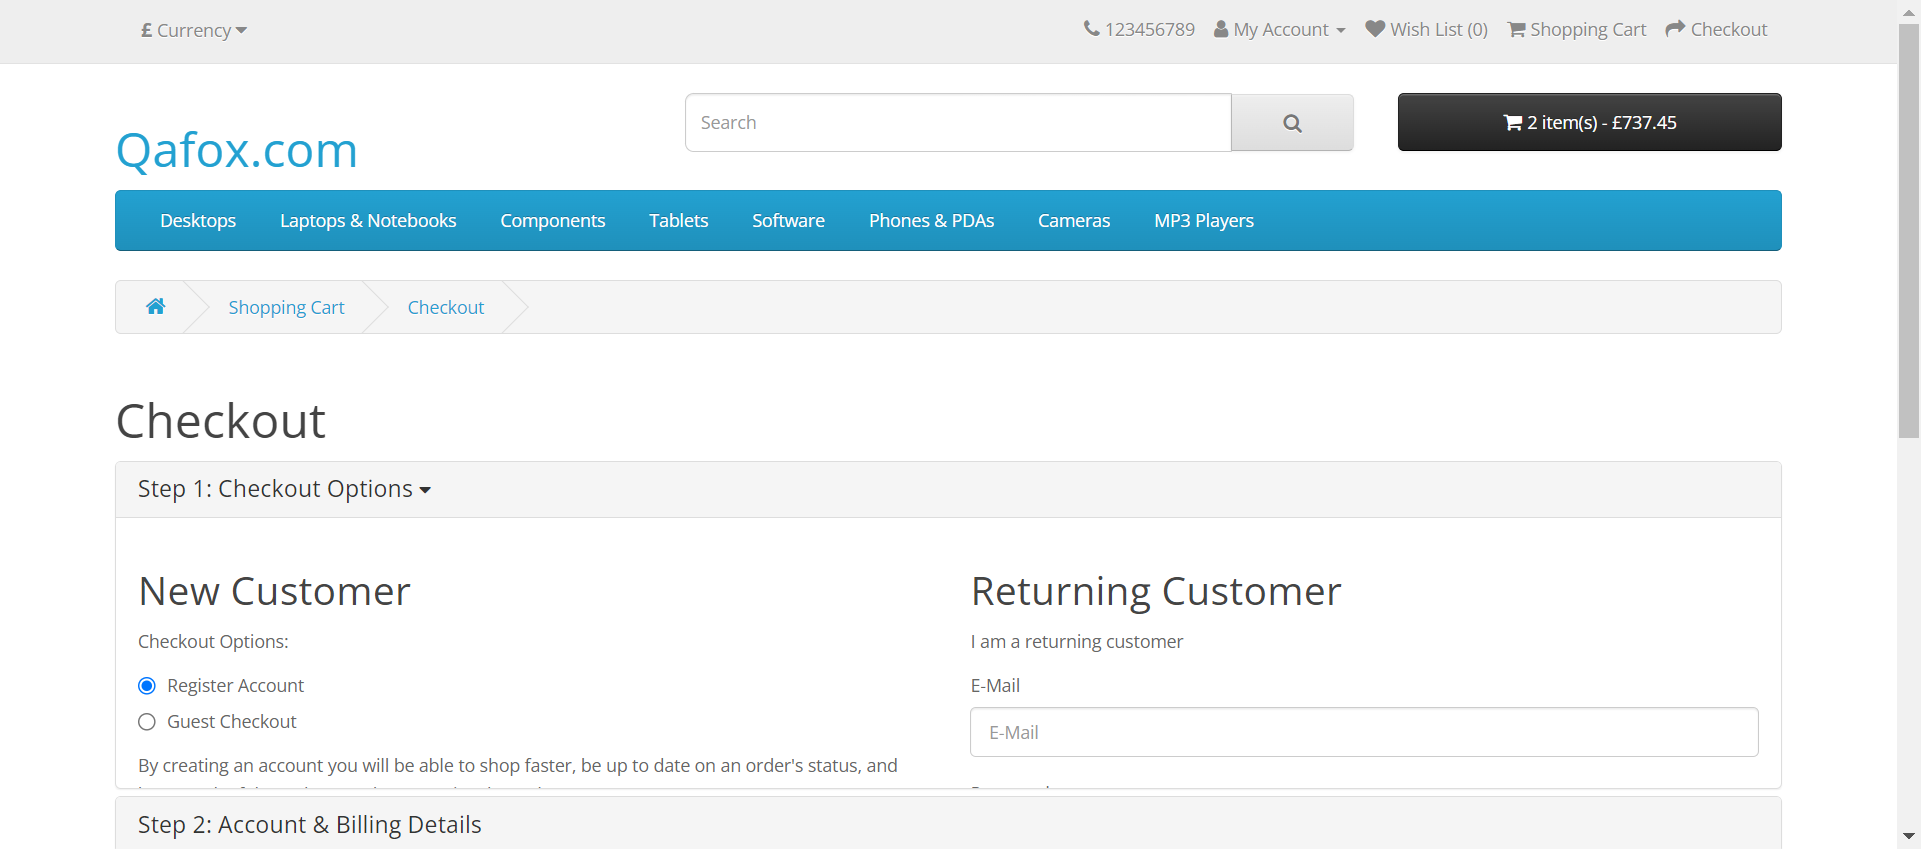 £ Currency
123456789 My Account Wish List (0) Shopping Cart Checkout
Search
2 item(s) - £737.45
Qafox.com
Desktops Laptops & Notebooks Components Tablets Software Phones & PDAs Cameras MP3 Players
Shopping Cart Checkout
Checkout
Step 1: Checkout Options
New Customer
Checkout Options:
Register Account
Guest Checkout
By creating an account you will be able to shop faster, be up to date on an order's status, and
Returning Customer
I am a returning customer
E-Mail
E-Mail
Step 2: Account & Billing Details